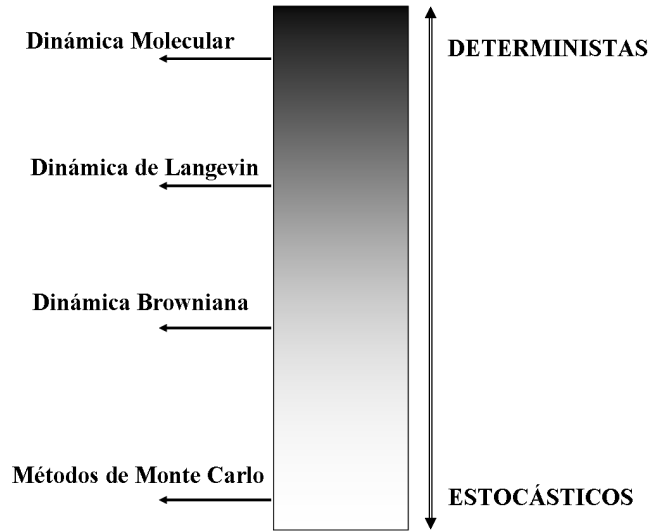 Dinámica Molecular
DETERMINISTAS
Dinámica de Langevin
Dinámica Browniana
Métodos de Monte Carlo
ESTOCÁSTICOS